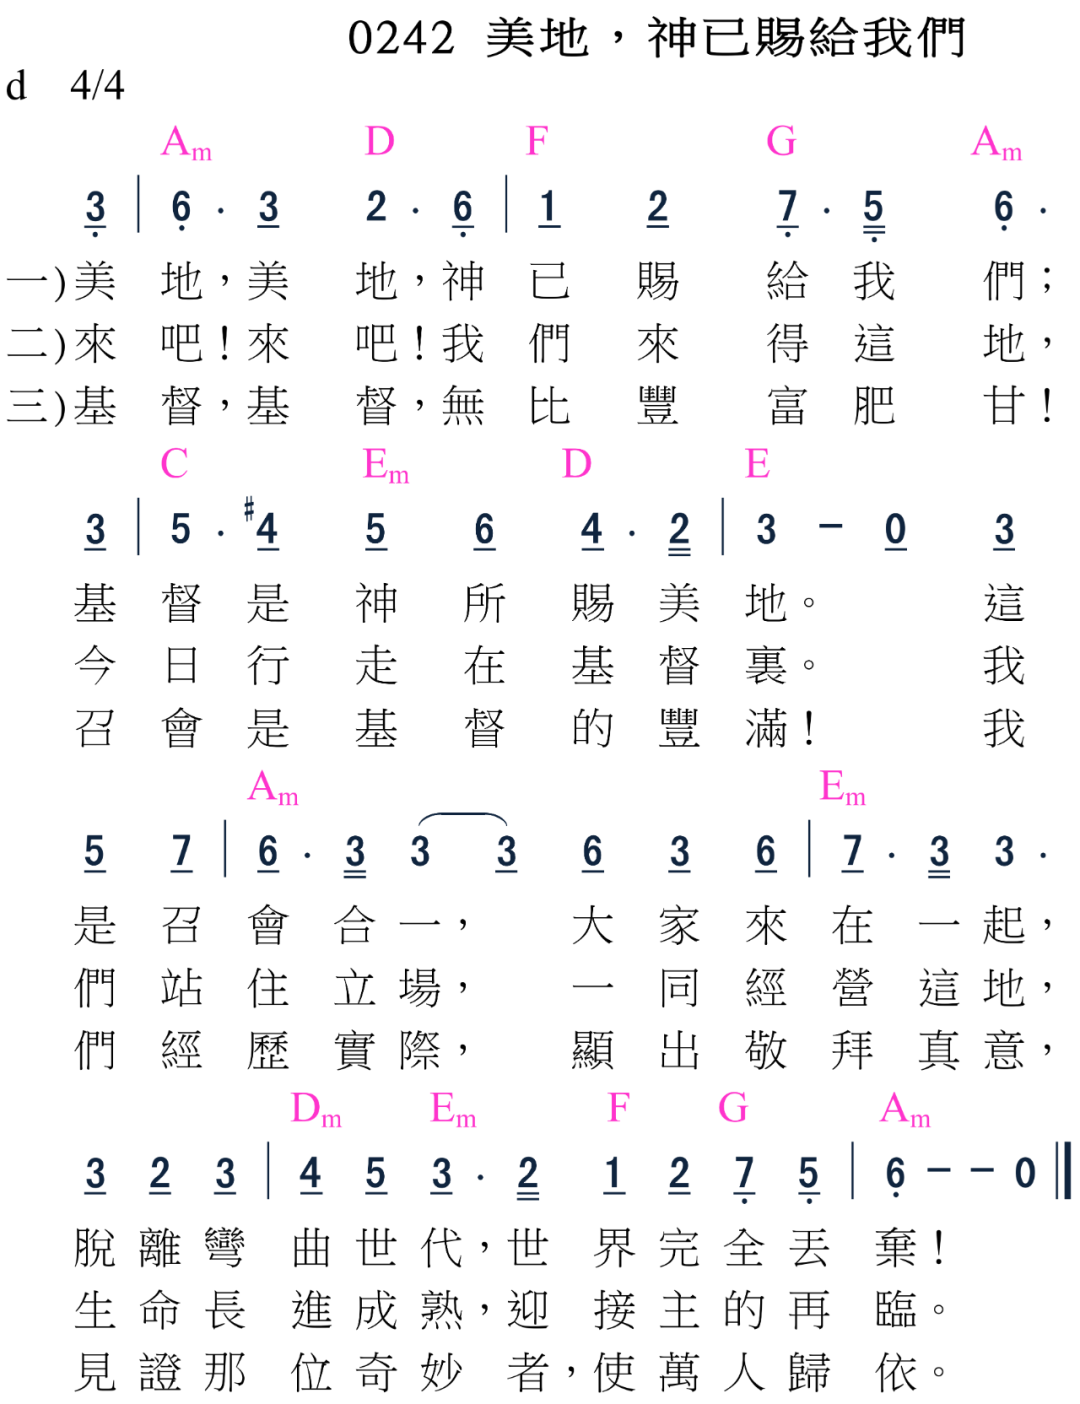 0242 美地，神已賜給我們
d 4/4
Am D F G Am
3 | 6 · 3 2 · 6 | 1 2 7 · 5 6 ·
一)美地，美地，神已賜給我們；
二)來吧！來吧！我們來得這地，
三)基督，基督，無比豐富肥甘！
C Em D E
3 | 5 · #4 5 6 4 · 2 | 3 － 0 3
基督是神所賜美地。 這
今日行走在基督裏。 我
召會是基督的豐滿！ 我
Am Em
5 7 | 6 · 3 3 3 6 3 6 | 7 · 3 3 ·
是召會合一， 大家來在一起，
們站住立場， 一同經營這地，
們經歷實際， 顯出敬拜真意，
Dm Em F G Am
3 2 3 | 4 5 3 · 2 1 2 7 5 | 6 － － 0 ‖
脫離彎曲世代，世界完全丟棄！
生命長進成熟，迎接主的再臨。
見證那位奇妙者，使萬人歸依。